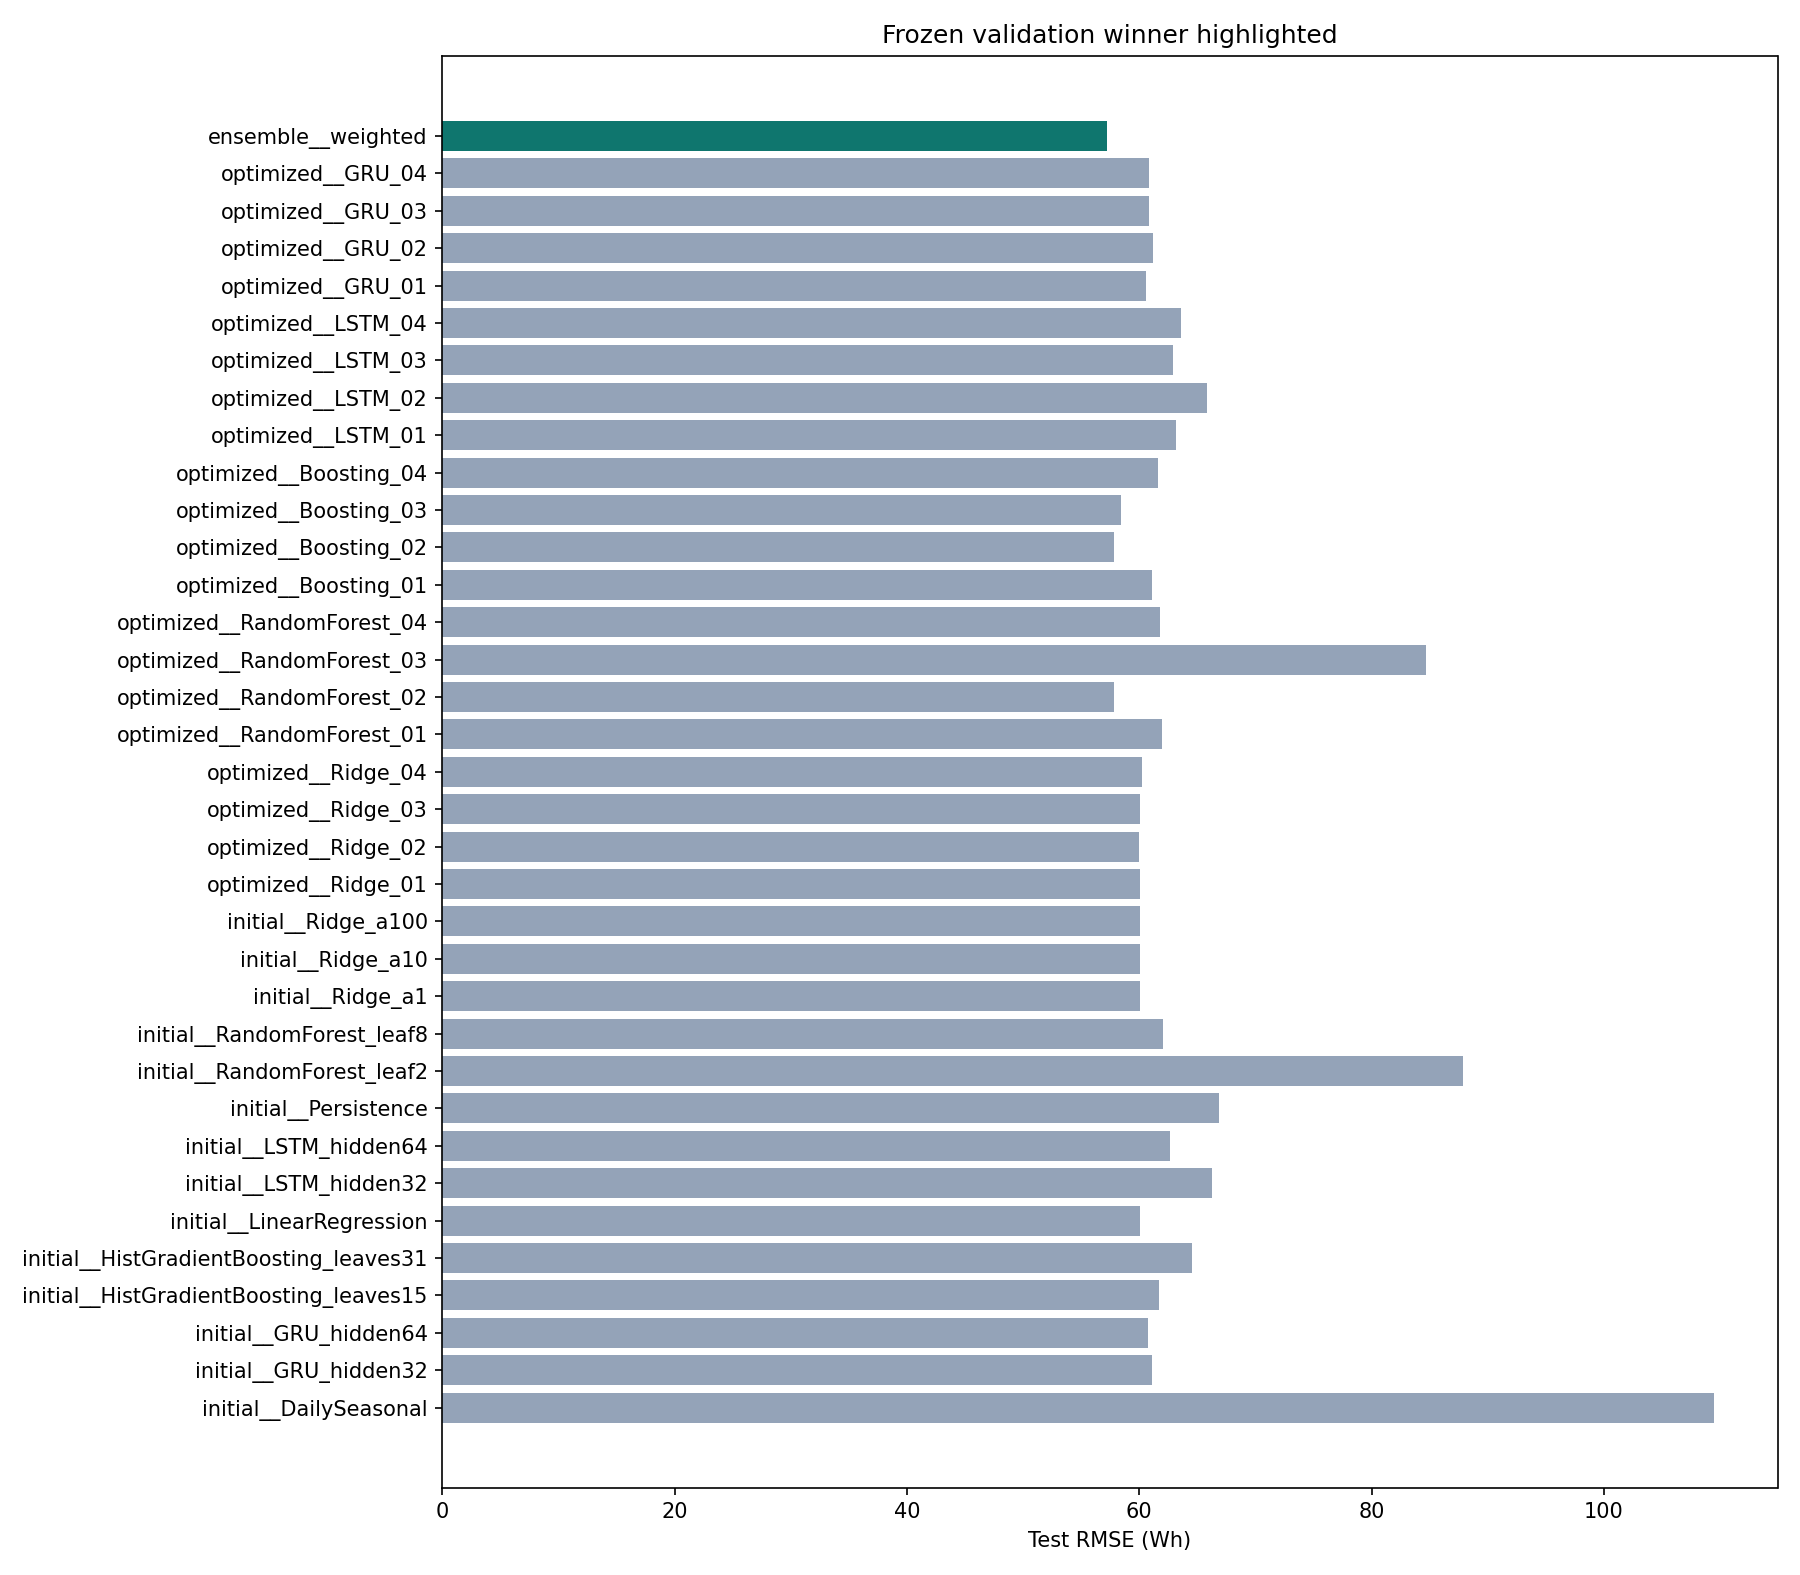 Frozen validation winner highlighted
ensemble__weighted
optimized__GRU_04
optimized__GRU_03
optimized__GRU_02
optimized__GRU_01
optimized__LSTM_04
optimized__LSTM_03
optimized__LSTM_02
optimized__LSTM_01
optimized__Boosting_04
optimized__Boosting_03
optimized__Boosting_02
optimized__Boosting_01
optimized__RandomForest_04
optimized__RandomForest_03
optimized__RandomForest_02
optimized__RandomForest_01
optimized__Ridge_04
optimized__Ridge_03
optimized__Ridge_02
optimized__Ridge_01
initial__Ridge_a100
initial__Ridge_a10
initial__Ridge_a1
initial__RandomForest_leaf8
initial__RandomForest_leaf2
initial__Persistence
initial__LSTM_hidden64
initial__LSTM_hidden32
initial__LinearRegression
initial__HistGradientBoosting_leaves31
initial__HistGradientBoosting_leaves15
initial__GRU_hidden64
initial__GRU_hidden32
initial__DailySeasonal
0 20 40 60 80 100
Test RMSE (Wh)